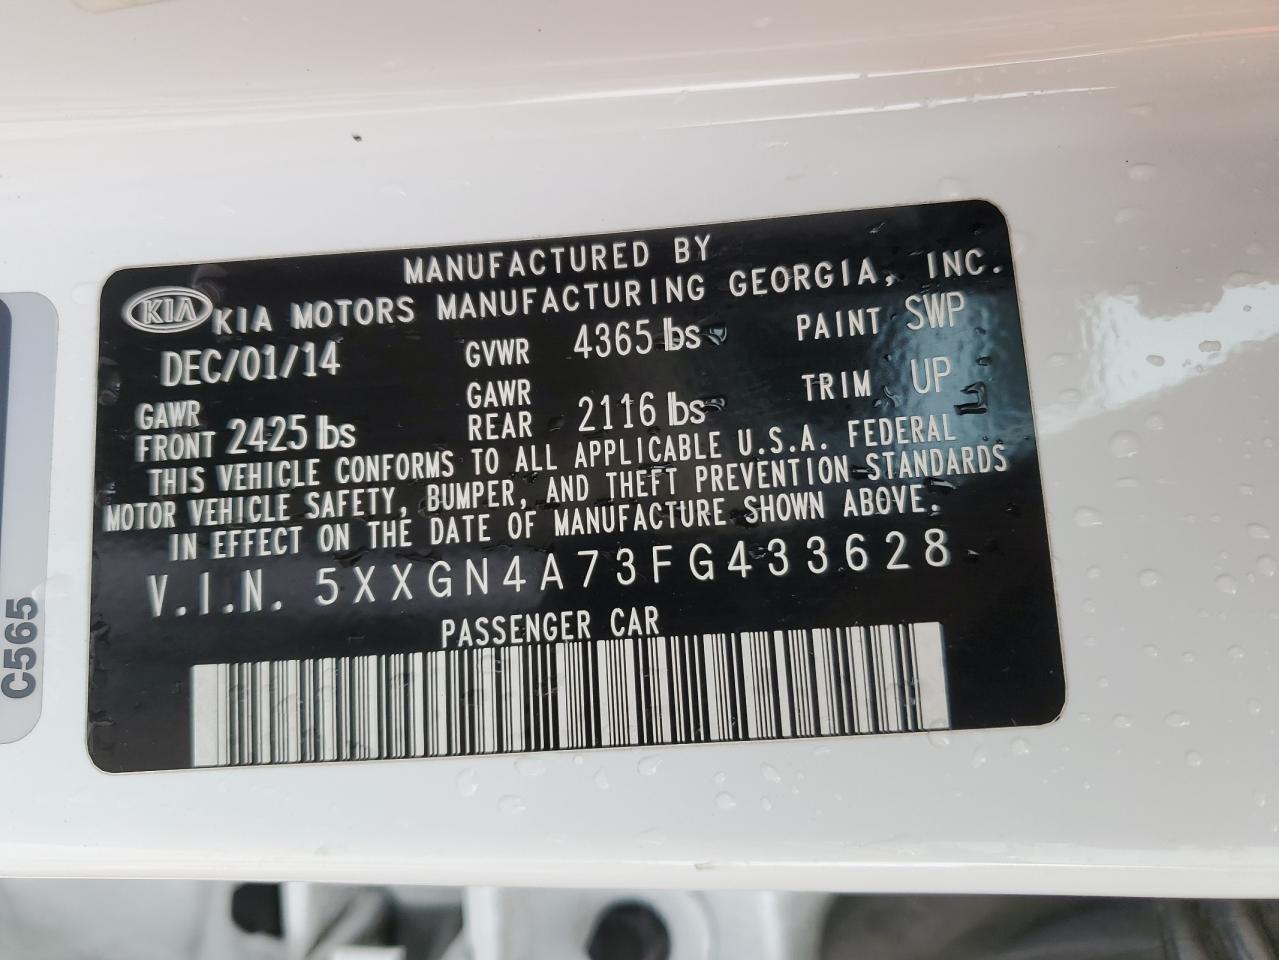 MANUFACTURED BY
KIA KIA MOTORS MANUFACTURING GEORGIA, INC.
DEC/01/14 GVWR 4365 lbs PAINT SWP
GAWR FRONT 2425 lbs GAWR REAR 2116 lbs TRIM UP
THIS VEHICLE CONFORMS TO ALL APPLICABLE U.S.A. FEDERAL
MOTOR VEHICLE SAFETY, BUMPER, AND THEFT PREVENTION STANDARDS
IN EFFECT ON THE DATE OF MANUFACTURE SHOWN ABOVE.
V.I.N. 5XXGN4A73FG433628
PASSENGER CAR
C565